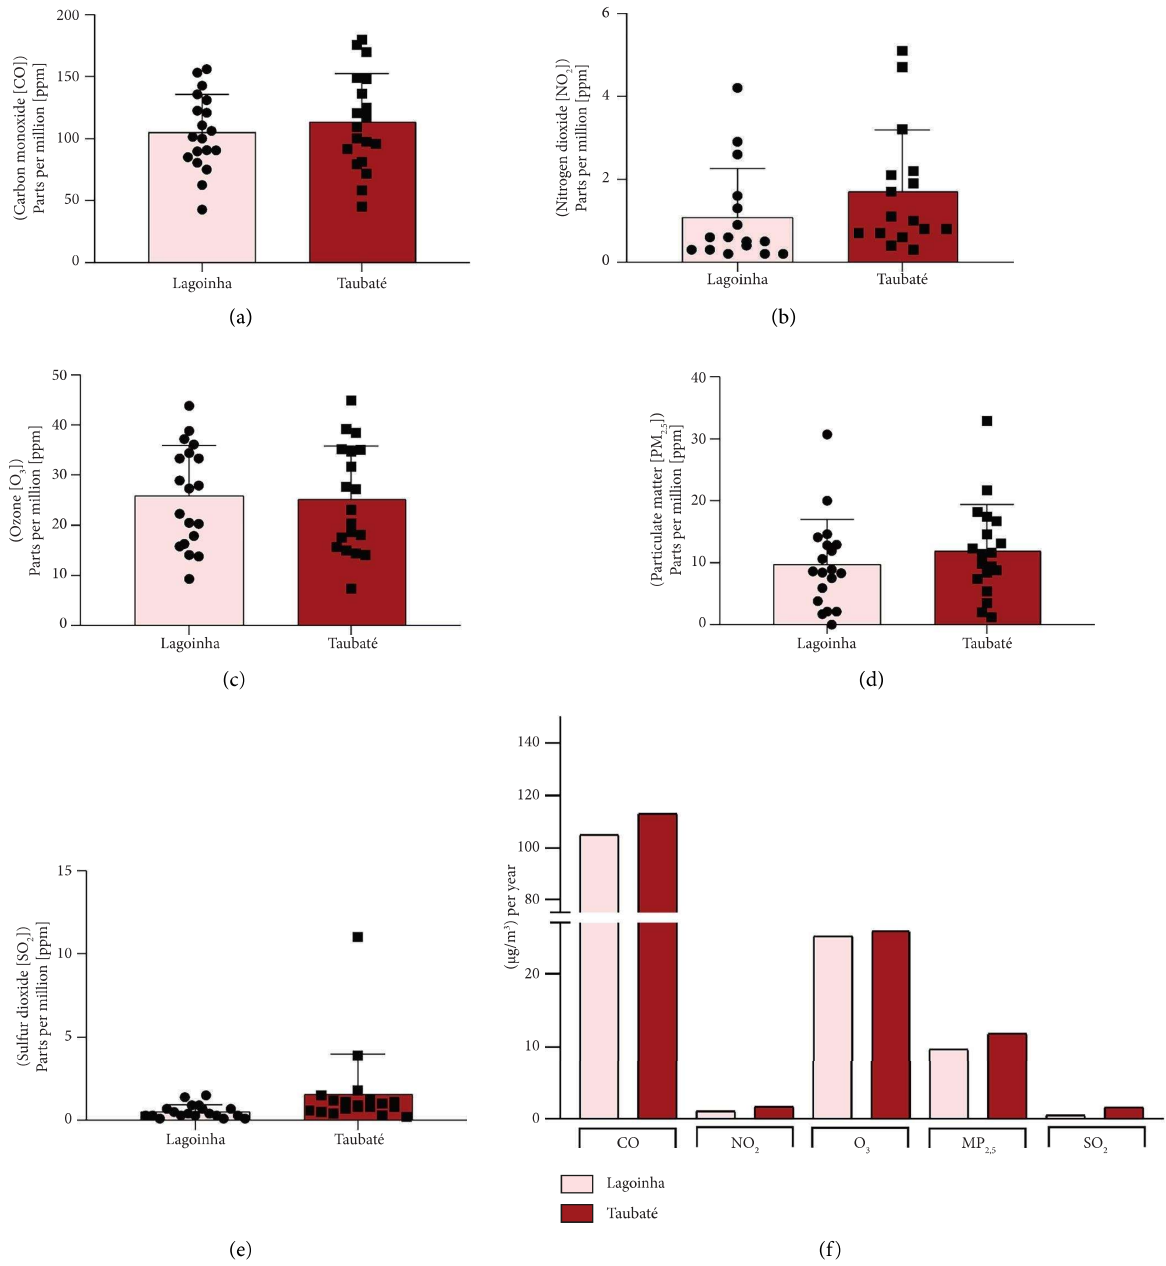 (Carbon monoxide [CO])
Parts per million [ppm]
200
150
100
50
0
Lagoinha
Taubaté
(a)
(Nitrogen dioxide [NO2])
Parts per million [ppm]
6
4
2
0
Lagoinha
Taubaté
(b)
(Ozone [O3])
Parts per million [ppm]
50
40
30
20
10
0
Lagoinha
Taubaté
(c)
(Particulate matter [PM2.5])
Parts per million [ppm]
40
30
20
10
0
Lagoinha
Taubaté
(d)
(Sulfur dioxide [SO2])
Parts per million [ppm]
15
10
5
0
Lagoinha
Taubaté
(e)
(µg/m3) per year
140
120
100
80
20
10
0
CO
NO2
O3
MP2,5
SO2
Lagoinha
Taubaté
(f)